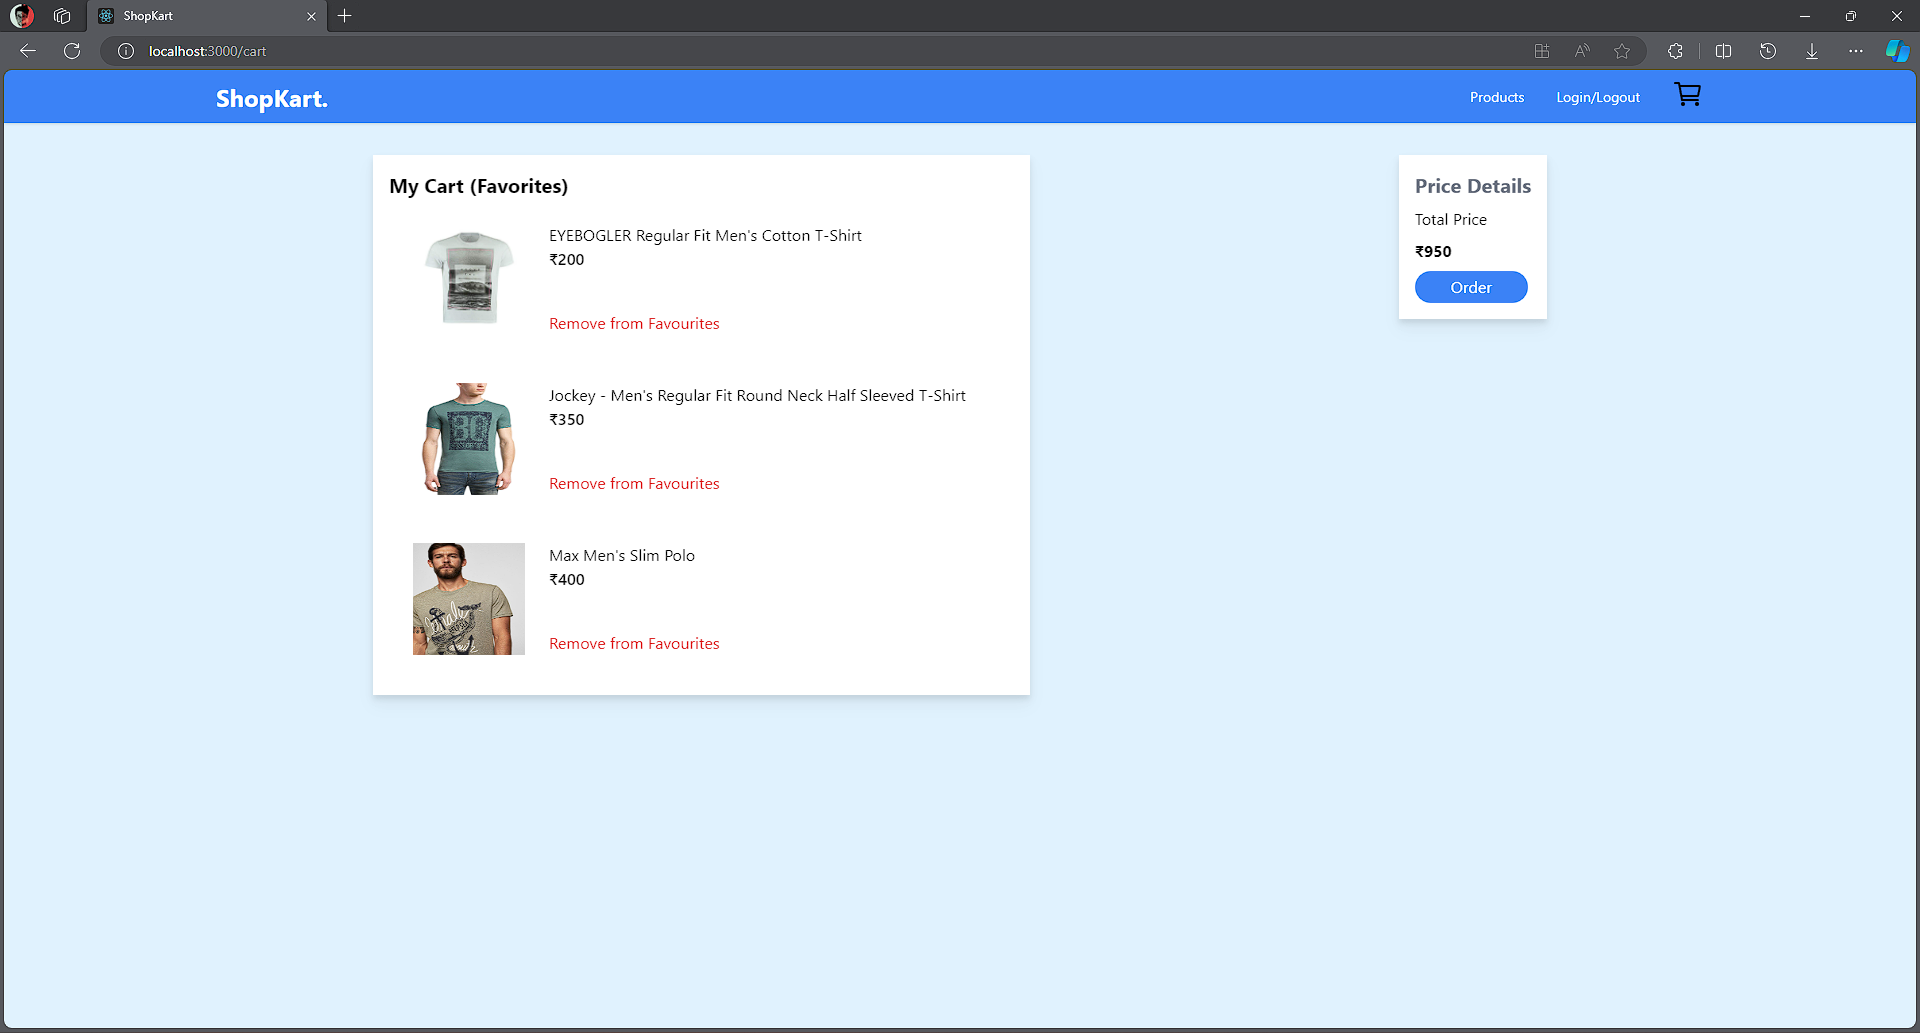 ShopKart
localhost:3000/cart
ShopKart.
Products
Login/Logout
My Cart (Favorites)
EYEBOGLER Regular Fit Men's Cotton T-Shirt
₹200
Remove from Favourites
Jockey - Men's Regular Fit Round Neck Half Sleeved T-Shirt
₹350
Remove from Favourites
Max Men's Slim Polo
₹400
Remove from Favourites
Price Details
Total Price
₹950
Order